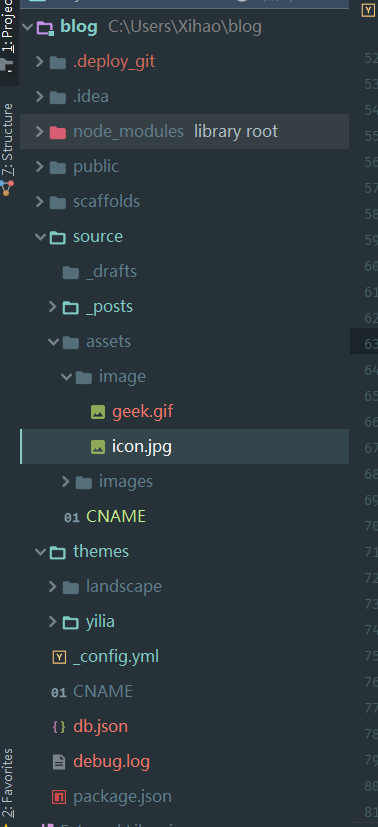 1: Project
7: Structure
2: Favorites
blog C:\Users\Xihao\blog
.deploy_git
.idea
node_modules library root
public
scaffolds
source
_drafts
_posts
assets
image
geek.gif
icon.jpg
images
01 CNAME
themes
landscape
yilia
Y _config.yml
01 CNAME
{} db.json
debug.log
package.json
Y
52
53
54
55
56
57
58
59
60
61
62
63
64
65
66
67
68
69
70
71
72
73
74
75
76
77
78
79
80
81